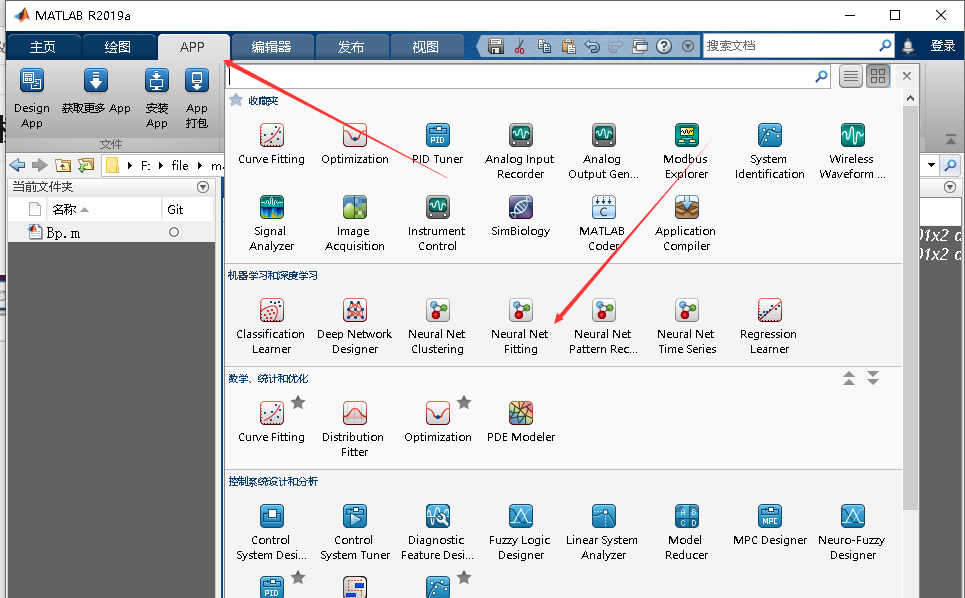 MATLAB R2019a
主页 绘图 APP 编辑器 发布 视图 搜索文档 登录
Design App
获取更多 App
安装 App
App 打包
文件
F: file
当前文件夹
名称 Git
Bp.m
收藏夹
Curve Fitting
Optimization
PID Tuner
Analog Input Recorder
Analog Output Gen...
Modbus Explorer
System Identification
Wireless Waveform ...
Signal Analyzer
Image Acquisition
Instrument Control
SimBiology
MATLAB Coder
Application Compiler
机器学习和深度学习
Classification Learner
Deep Network Designer
Neural Net Clustering
Neural Net Fitting
Neural Net Pattern Rec...
Neural Net Time Series
Regression Learner
数学、统计和优化
Curve Fitting
Distribution Fitter
Optimization
PDE Modeler
控制系统设计和分析
Control System Desi...
Control System Tuner
Diagnostic Feature Desi...
Fuzzy Logic Designer
Linear System Analyzer
Model Reducer
MPC Designer
Neuro-Fuzzy Designer